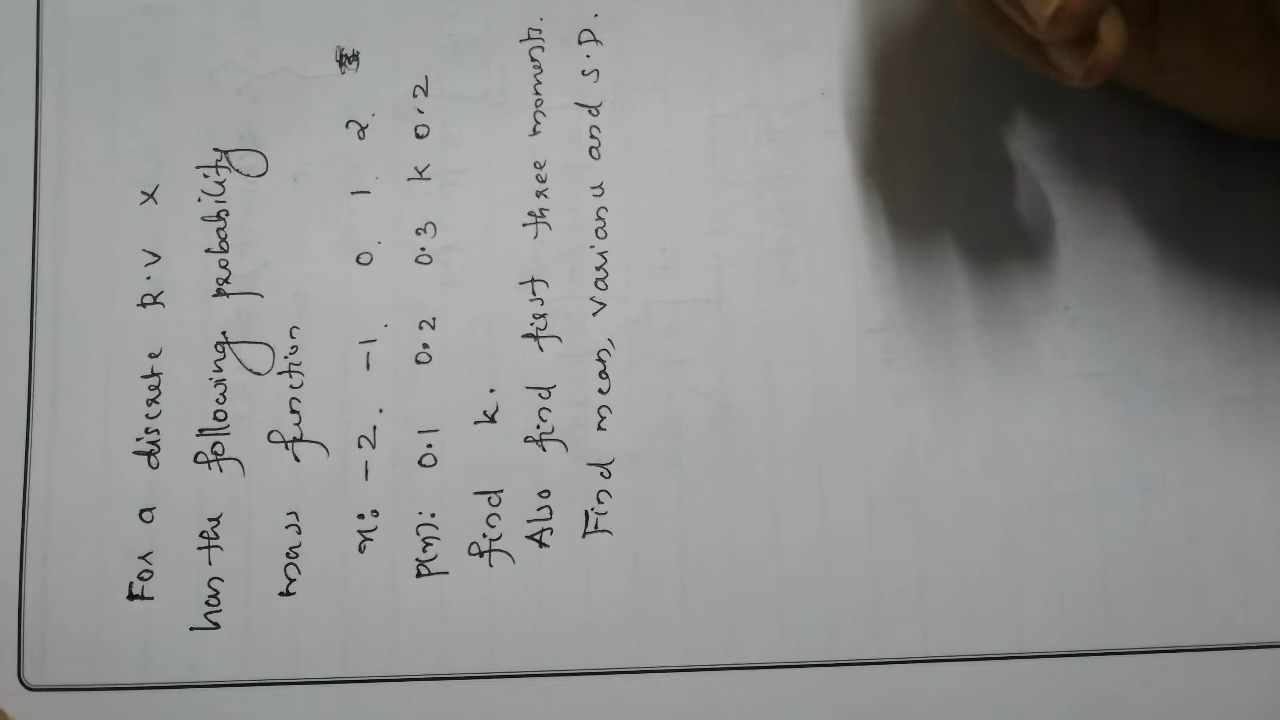 For a discrete R.V X
has the following probability
mass function
x: -2. -1. 0. 1. 2.
P(x): 0.1 0.2 0.3 K 0.2
find k.
Also find first three moments.
Find mean, variance and S.D.